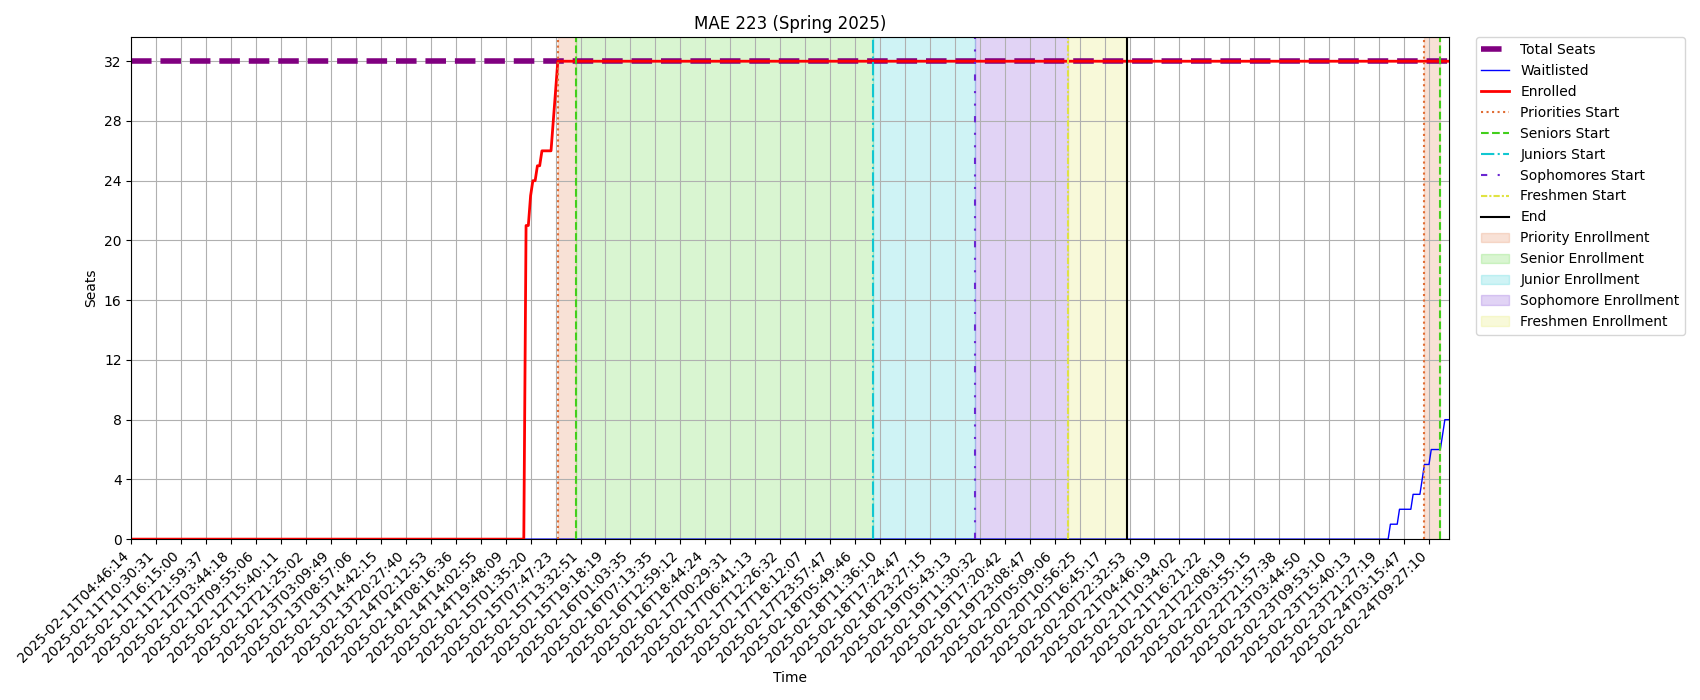 MAE 223 (Spring 2025)
Seats
32
28
24
20
16
12
8
4
0
2025-02-11T04:46:14
2025-02-11T10:30:31
2025-02-11T16:15:00
2025-02-11T21:59:37
2025-02-12T03:44:18
2025-02-12T09:55:06
2025-02-12T15:40:11
2025-02-12T21:25:02
2025-02-13T03:09:49
2025-02-13T08:57:06
2025-02-13T14:42:15
2025-02-13T20:27:40
2025-02-14T02:12:53
2025-02-14T08:16:36
2025-02-14T14:02:55
2025-02-14T19:48:09
2025-02-15T01:35:20
2025-02-15T07:47:23
2025-02-15T13:32:51
2025-02-15T19:18:19
2025-02-16T01:03:35
2025-02-16T07:13:35
2025-02-16T12:59:12
2025-02-16T18:44:24
2025-02-17T00:29:31
2025-02-17T06:41:13
2025-02-17T12:26:32
2025-02-17T18:12:07
2025-02-17T23:57:47
2025-02-18T05:49:46
2025-02-18T11:36:10
2025-02-18T17:24:47
2025-02-18T23:27:15
2025-02-19T05:43:13
2025-02-19T11:30:32
2025-02-19T17:20:42
2025-02-19T23:08:47
2025-02-20T05:09:06
2025-02-20T10:56:25
2025-02-20T16:45:17
2025-02-20T22:32:53
2025-02-21T04:46:19
2025-02-21T10:34:02
2025-02-21T16:21:22
2025-02-21T22:08:19
2025-02-22T03:55:15
2025-02-22T21:57:38
2025-02-23T03:44:50
2025-02-23T09:53:10
2025-02-23T15:40:13
2025-02-23T21:27:19
2025-02-24T03:15:47
2025-02-24T09:27:10
Time
Total Seats
Waitlisted
Enrolled
Priorities Start
Seniors Start
Juniors Start
Sophomores Start
Freshmen Start
End
Priority Enrollment
Senior Enrollment
Junior Enrollment
Sophomore Enrollment
Freshmen Enrollment